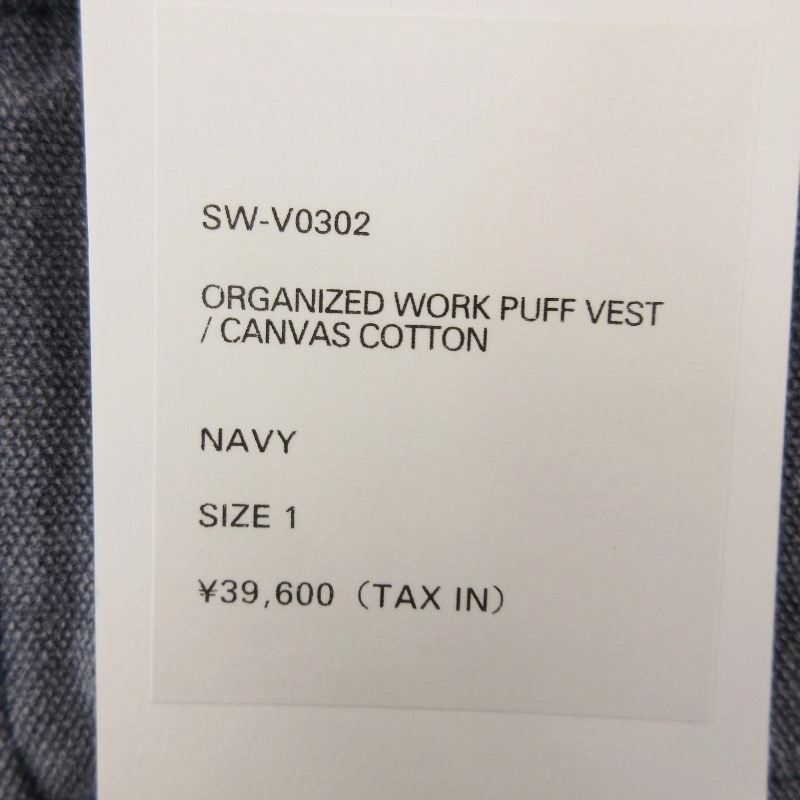 SW-V0302
ORGANIZED WORK PUFF VEST
/ CANVAS COTTON
NAVY
SIZE 1
¥39,600（TAX IN）